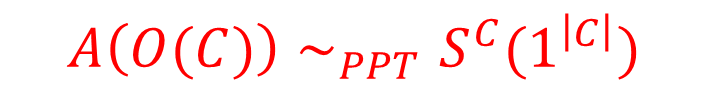 A(O(C)) ~PPT S^C(1^|C|)